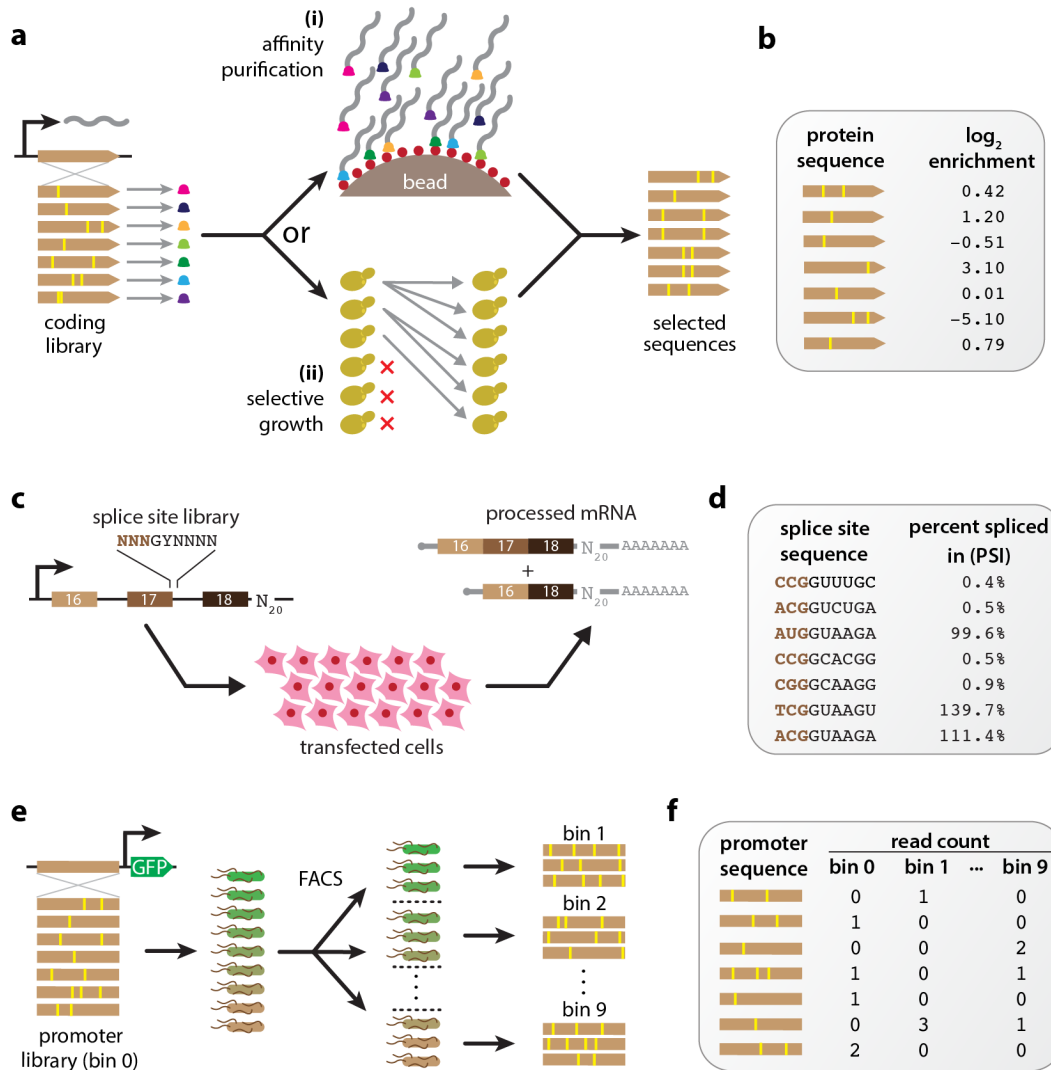 a
(i)
affinity
purification
bead
or
coding
library
(ii)
selective
growth
selected
sequences
b
protein sequence log2 enrichment
0.42
1.20
−0.51
3.10
0.01
−5.10
0.79
c
splice site library
NNNGYNNNN
16 17 18 N20
transfected cells
processed mRNA
16 17 18 N20 AAAAAAA
+
16 18 N20 AAAAAAA
d
splice site sequence percent spliced in (PSI)
CCGGUUUGC 0.4%
ACGGUCUGA 0.5%
AUGGUAAGA 99.6%
CCGGCACGG 0.5%
CGGGCAAGG 0.9%
TCGGUAAGU 139.7%
ACGGUAAGA 111.4%
e
GFP
promoter
library (bin 0)
FACS
bin 1
bin 2
bin 9
f
promoter sequence read count
bin 0 bin 1 ... bin 9
0 1 0
1 0 0
0 0 2
1 0 1
1 0 0
0 3 1
2 0 0